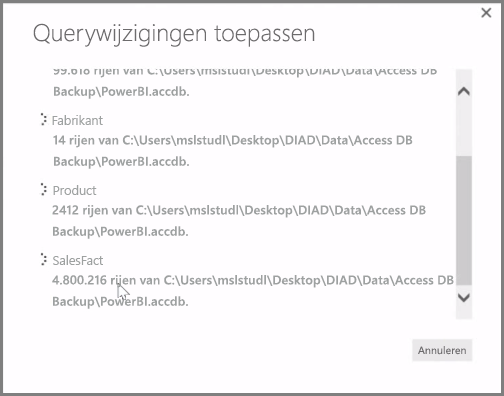 Querywijzigingen toepassen
99.618 rijen van C:\Users\mslstudl\Desktop\DIAD\Data\Access DB
Backup\PowerBI.accdb.
Fabrikant
14 rijen van C:\Users\mslstudl\Desktop\DIAD\Data\Access DB
Backup\PowerBI.accdb.
Product
2412 rijen van C:\Users\mslstudl\Desktop\DIAD\Data\Access DB
Backup\PowerBI.accdb.
SalesFact
4.800.216 rijen van C:\Users\mslstudl\Desktop\DIAD\Data\Access DB
Backup\PowerBI.accdb.
Annuleren